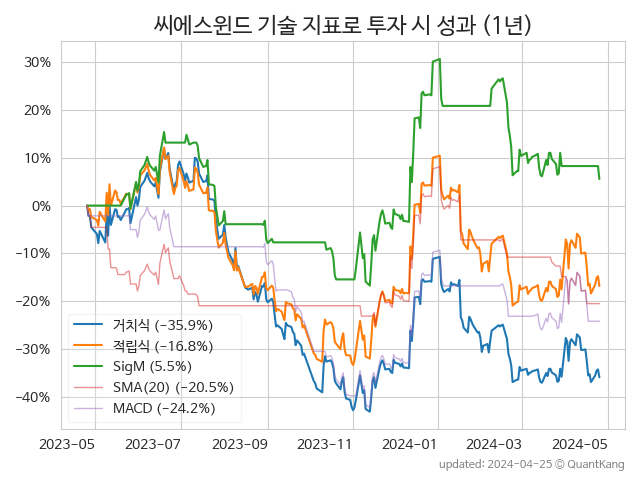 씨에스윈드 기술 지표로 투자 시 성과 (1년)
30%
20%
10%
0%
−10%
−20%
−30%
−40%
거치식 (−35.9%)
적립식 (−16.8%)
SigM (5.5%)
SMA(20) (−20.5%)
MACD (−24.2%)
2023-05
2023-07
2023-09
2023-11
2024-01
2024-03
2024-05
updated: 2024-04-25 © QuantKang